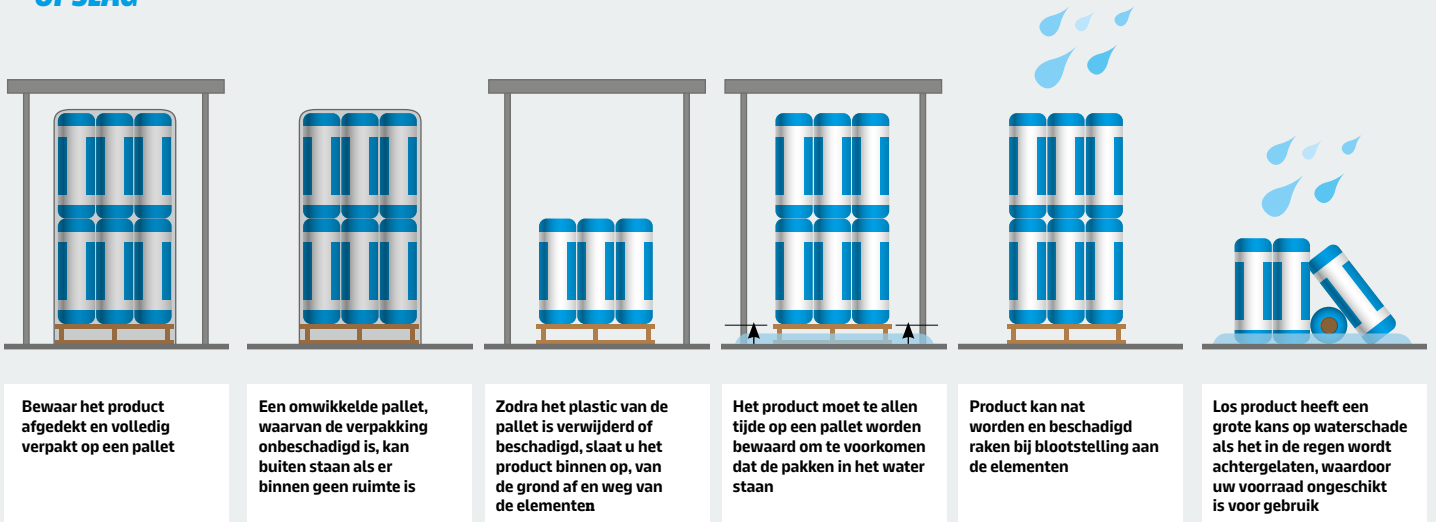 OPSLAG
Bewaar het product
afgedekt en volledig
verpakt op een pallet
Een omwikkelde pallet,
waarvan de verpakking
onbeschadigd is, kan
buiten staan als er
binnen geen ruimte is
Zodra het plastic van de
pallet is verwijderd of
beschadigd, slaat u het
product binnen op, van
de grond af en weg van
de elementen
Het product moet te allen
tijde op een pallet worden
bewaard om te voorkomen
dat de pakken in het water
staan
Product kan nat
worden en beschadigd
raken bij blootstelling aan
de elementen
Los product heeft een
grote kans op waterschade
als het in de regen wordt
achtergelaten, waardoor
uw voorraad ongeschikt
is voor gebruik